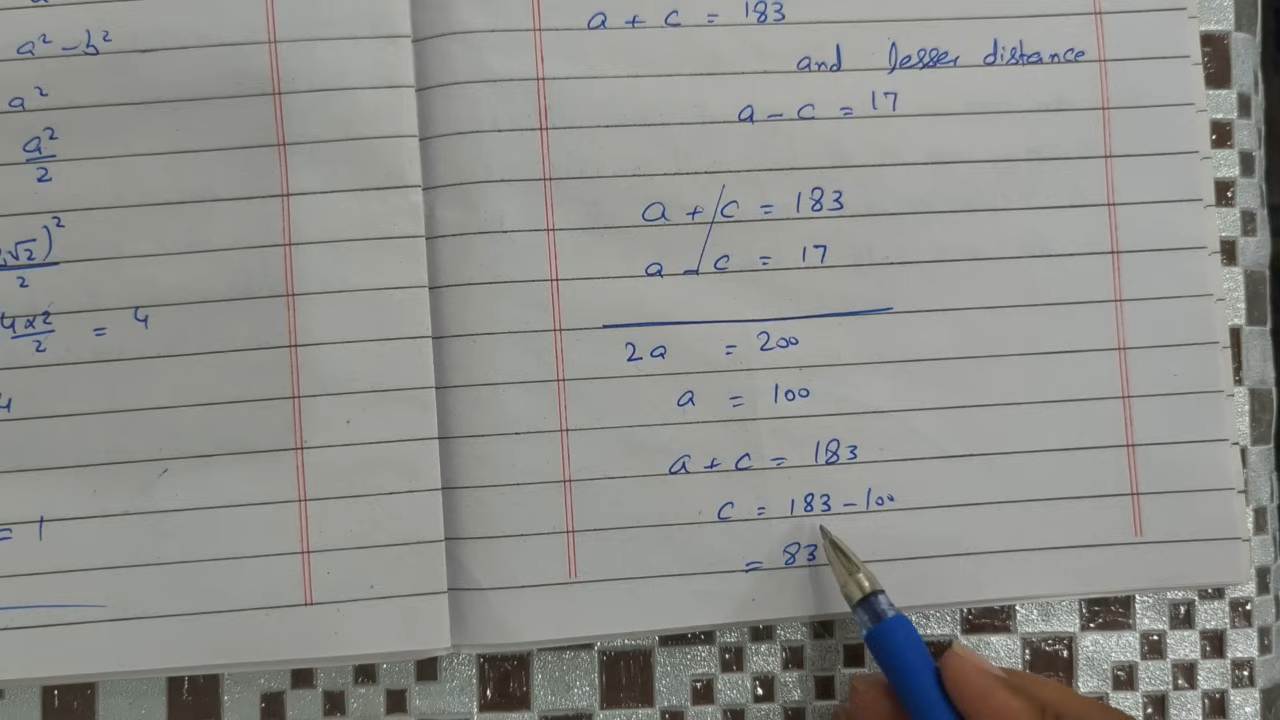 a² - b²
a²
a²/2
√2)²/2
4×2/2 = 4
4
= 1
a + c = 183
and lesser distance
a - c = 17
a + c = 183
a - c = 17
2a = 200
a = 100
a + c = 183
c = 183 - 100
= 83